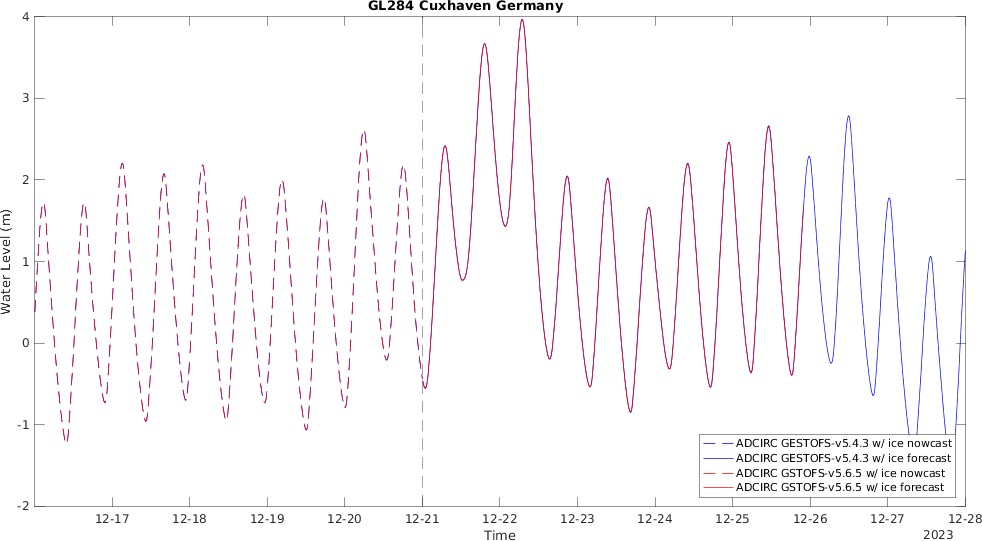 GL284 Cuxhaven Germany
Water Level (m)
4
3
2
1
0
-1
-2
ADCIRC GESTOFS-v5.4.3 w/ ice nowcast
ADCIRC GESTOFS-v5.4.3 w/ ice forecast
ADCIRC GSTOFS-v5.6.5 w/ ice nowcast
ADCIRC GSTOFS-v5.6.5 w/ ice forecast
12-17 12-18 12-19 12-20 12-21 12-22 12-23 12-24 12-25 12-26 12-27 12-28
Time
2023